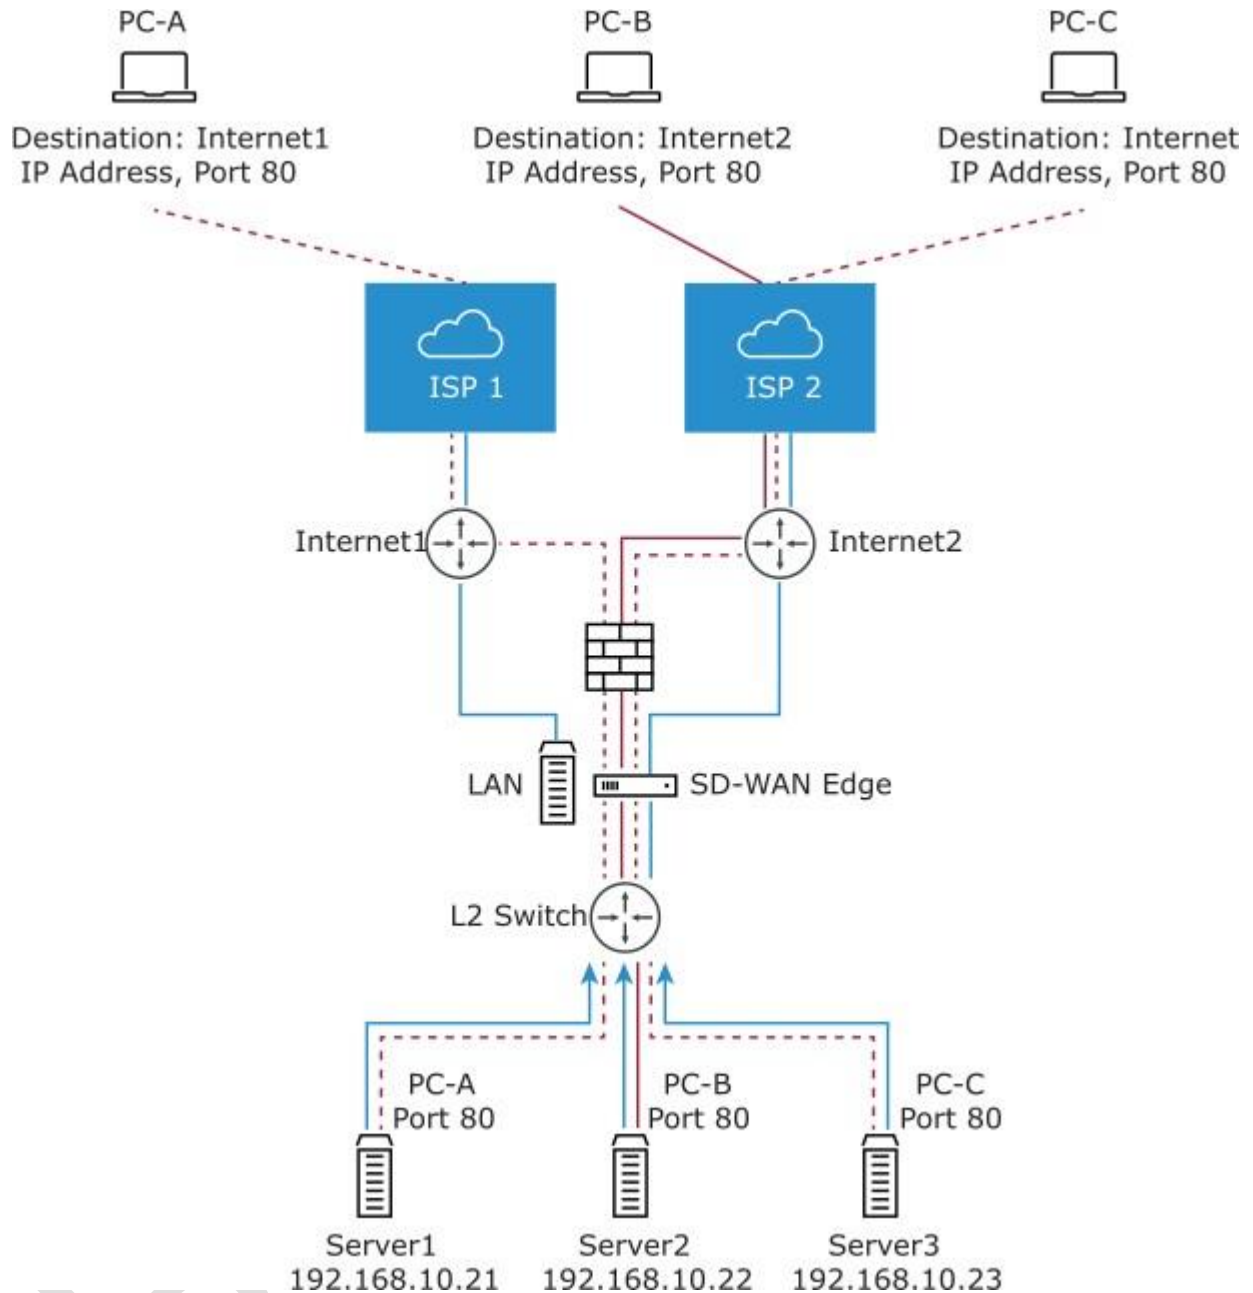 PC-A
PC-B
PC-C
Destination: Internet1
IP Address, Port 80
Destination: Internet2
IP Address, Port 80
Destination: Internet
IP Address, Port 80
ISP 1
ISP 2
Internet1
Internet2
LAN
SD-WAN Edge
L2 Switch
PC-A
Port 80
PC-B
Port 80
PC-C
Port 80
Server1
192.168.10.21
Server2
192.168.10.22
Server3
192.168.10.23